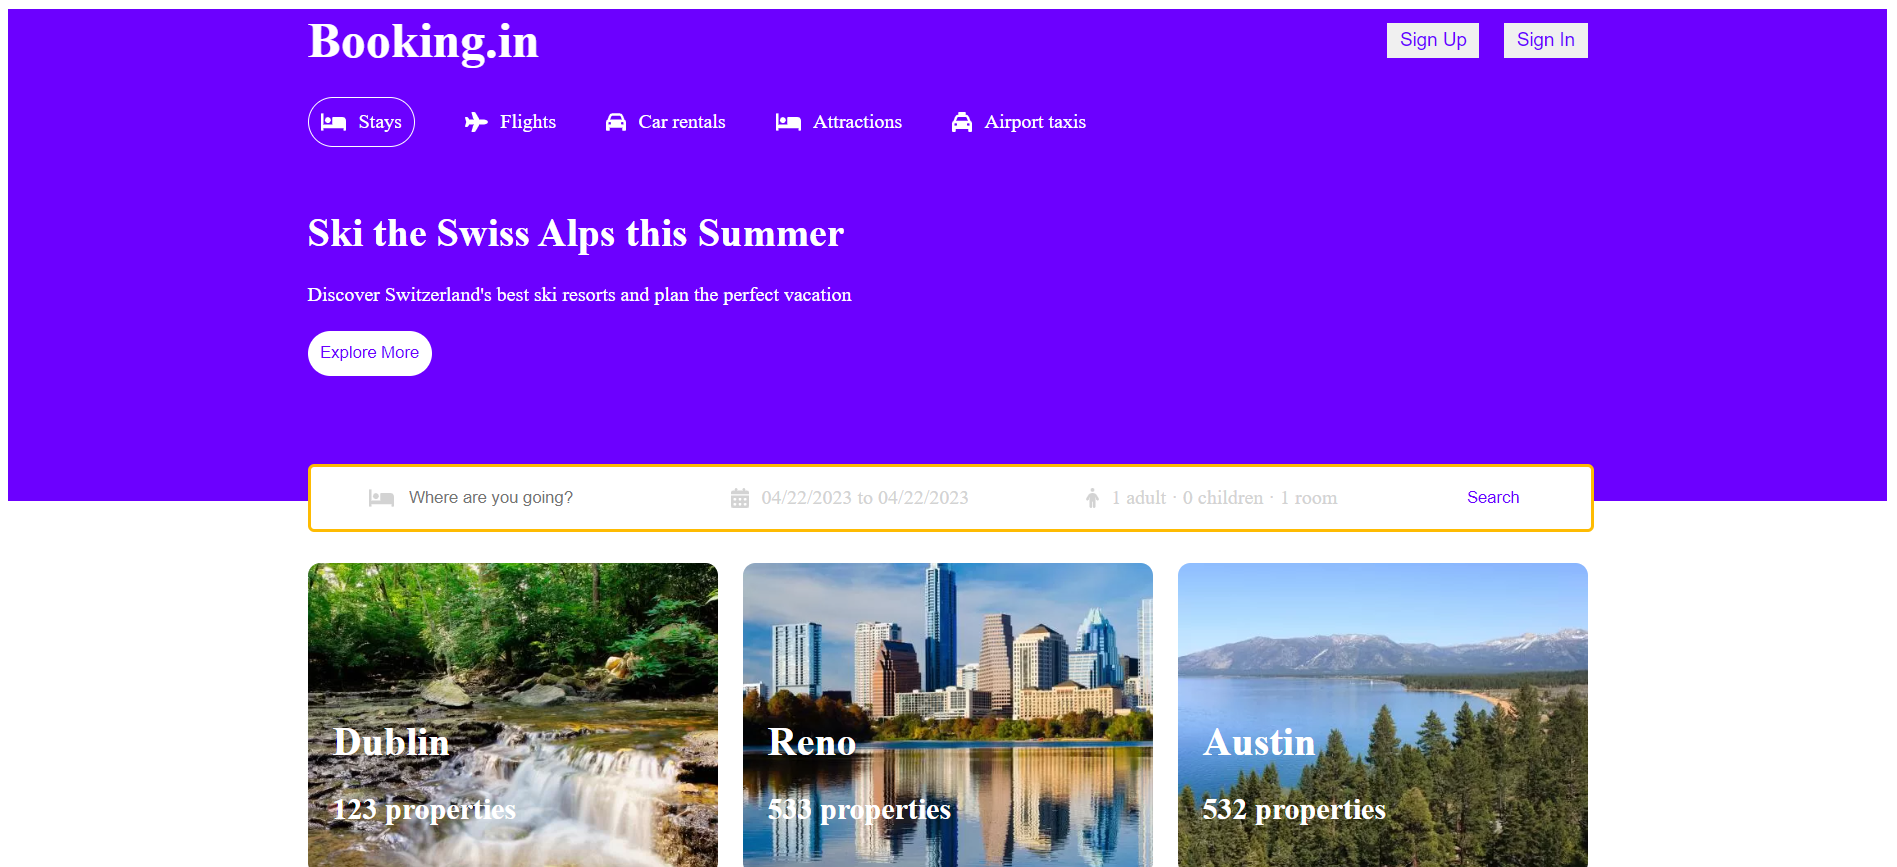 Booking.in
Sign Up
Sign In
Stays
Flights
Car rentals
Attractions
Airport taxis
Ski the Swiss Alps this Summer
Discover Switzerland's best ski resorts and plan the perfect vacation
Explore More
Where are you going?
04/22/2023 to 04/22/2023
1 adult · 0 children · 1 room
Search
Dublin
123 properties
Reno
533 properties
Austin
532 properties